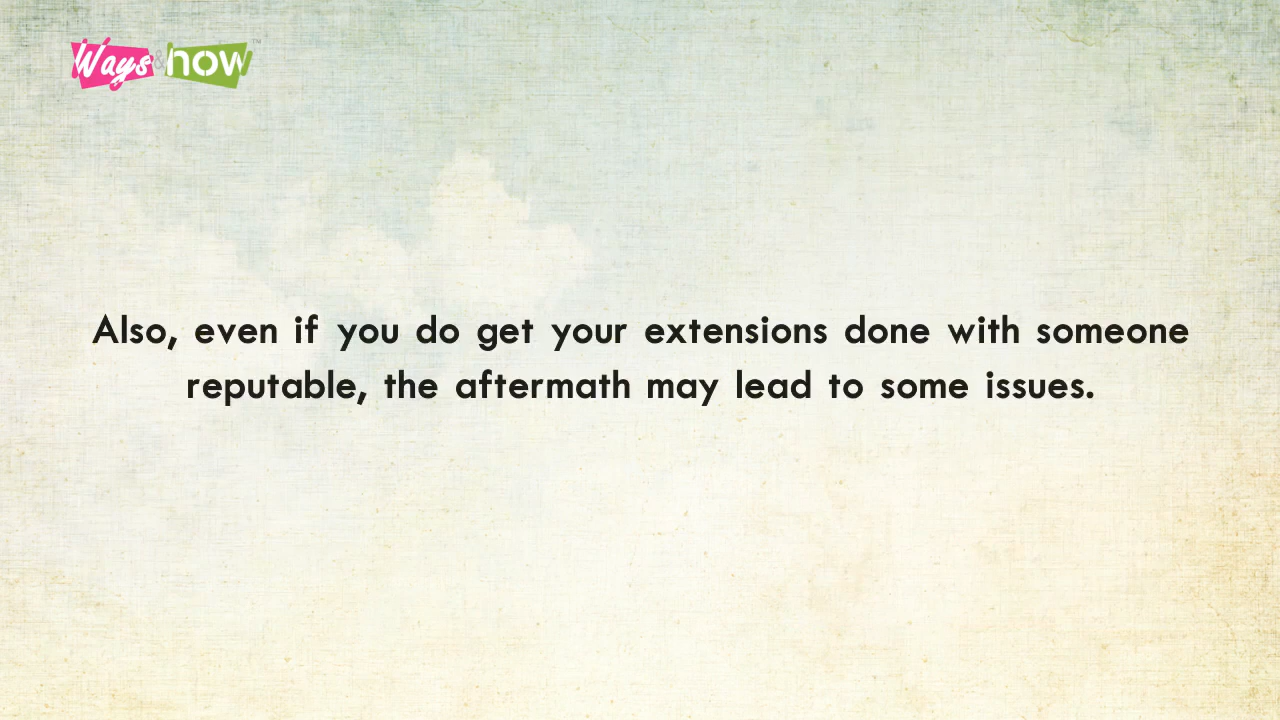 Ways & how™
Also, even if you do get your extensions done with someone
reputable, the aftermath may lead to some issues.